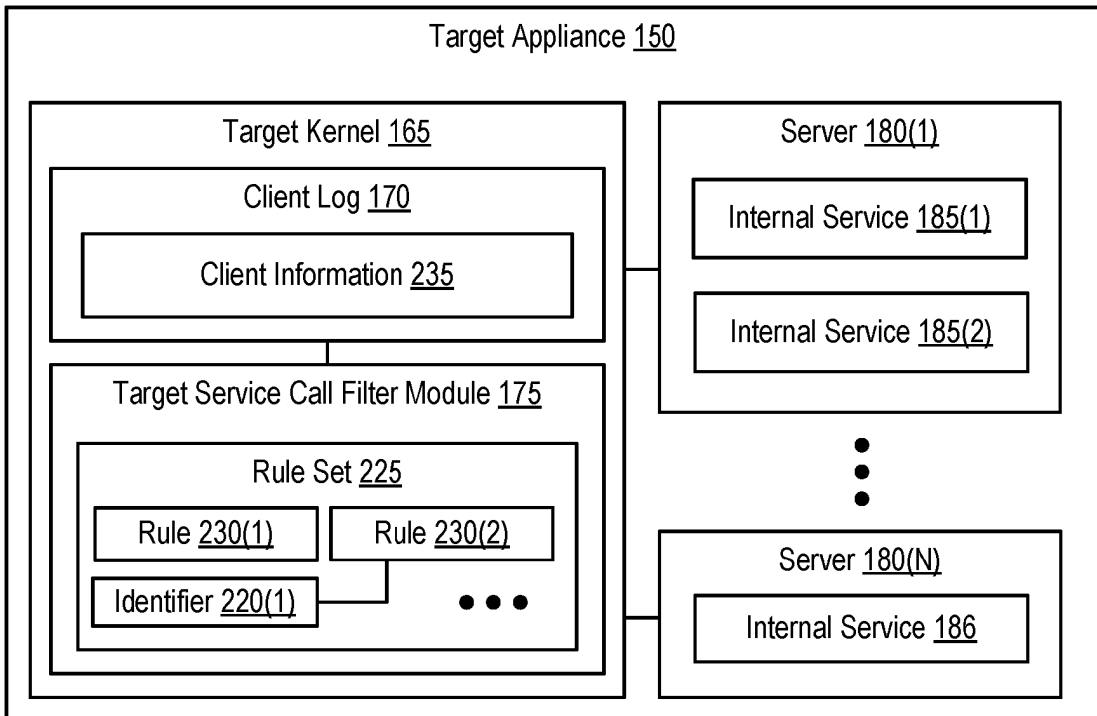 Target Appliance 150
Target Kernel 165
Client Log 170
Client Information 235
Target Service Call Filter Module 175
Rule Set 225
Rule 230(1)
Rule 230(2)
Identifier 220(1)
Server 180(1)
Internal Service 185(1)
Internal Service 185(2)
Server 180(N)
Internal Service 186